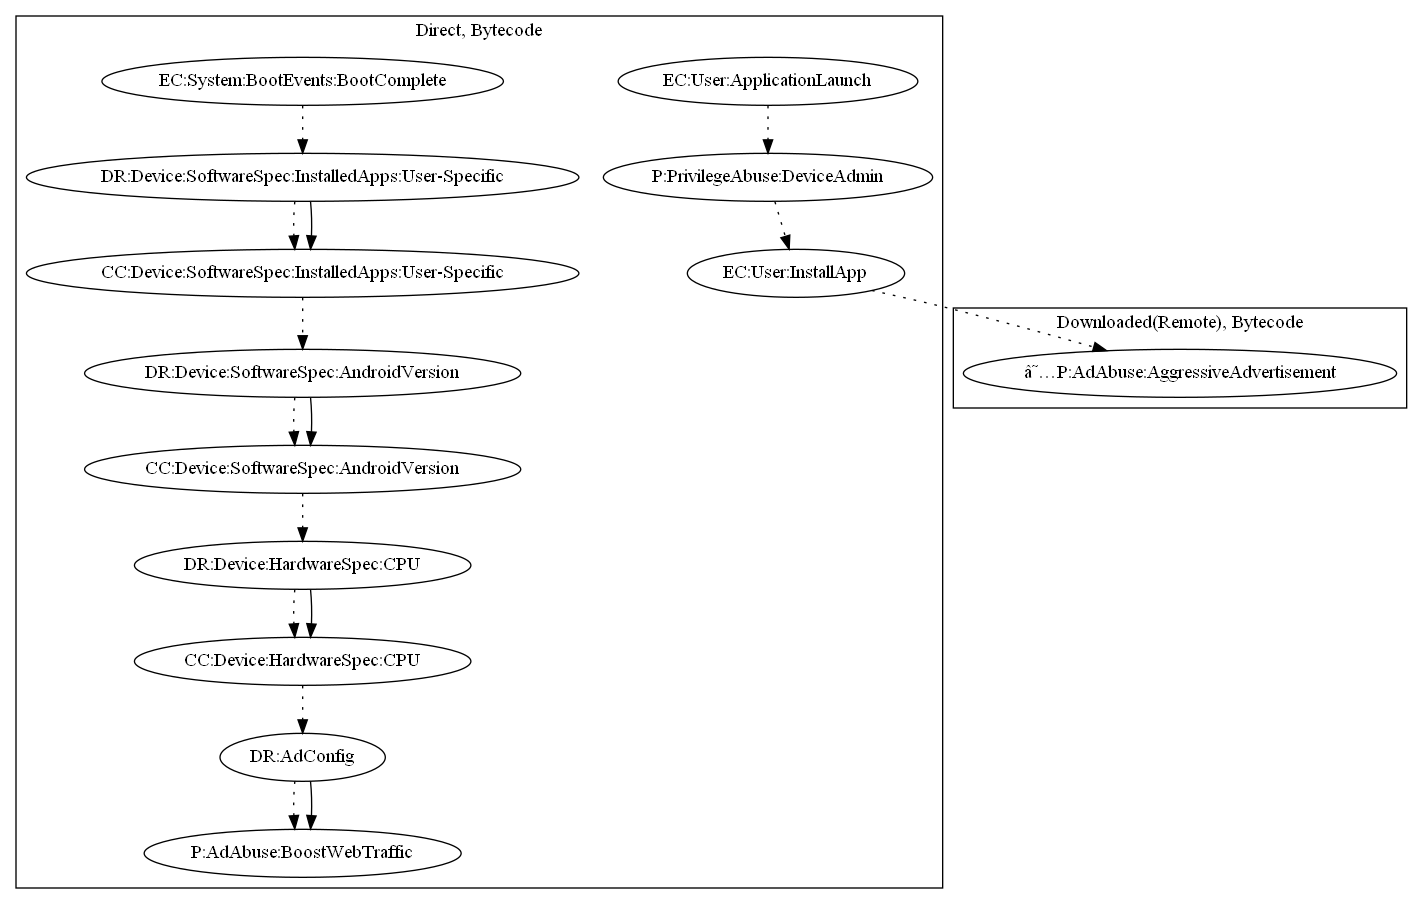 Direct, Bytecode
EC:System:BootEvents:BootComplete
EC:User:ApplicationLaunch
DR:Device:SoftwareSpec:InstalledApps:User-Specific
P:PrivilegeAbuse:DeviceAdmin
CC:Device:SoftwareSpec:InstalledApps:User-Specific
EC:User:InstallApp
Downloaded(Remote), Bytecode
DR:Device:SoftwareSpec:AndroidVersion
â˜…P:AdAbuse:AggressiveAdvertisement
CC:Device:SoftwareSpec:AndroidVersion
DR:Device:HardwareSpec:CPU
CC:Device:HardwareSpec:CPU
DR:AdConfig
P:AdAbuse:BoostWebTraffic